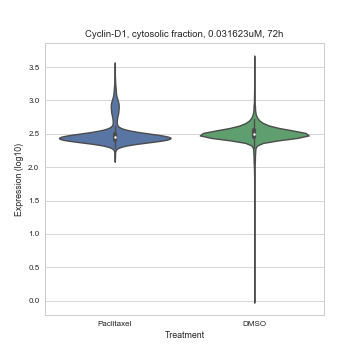 Cyclin-D1, cytosolic fraction, 0.031623uM, 72h
3.5
3.0
2.5
2.0
1.5
1.0
0.5
0.0
Expression (log10)
Paclitaxel DMSO
Treatment